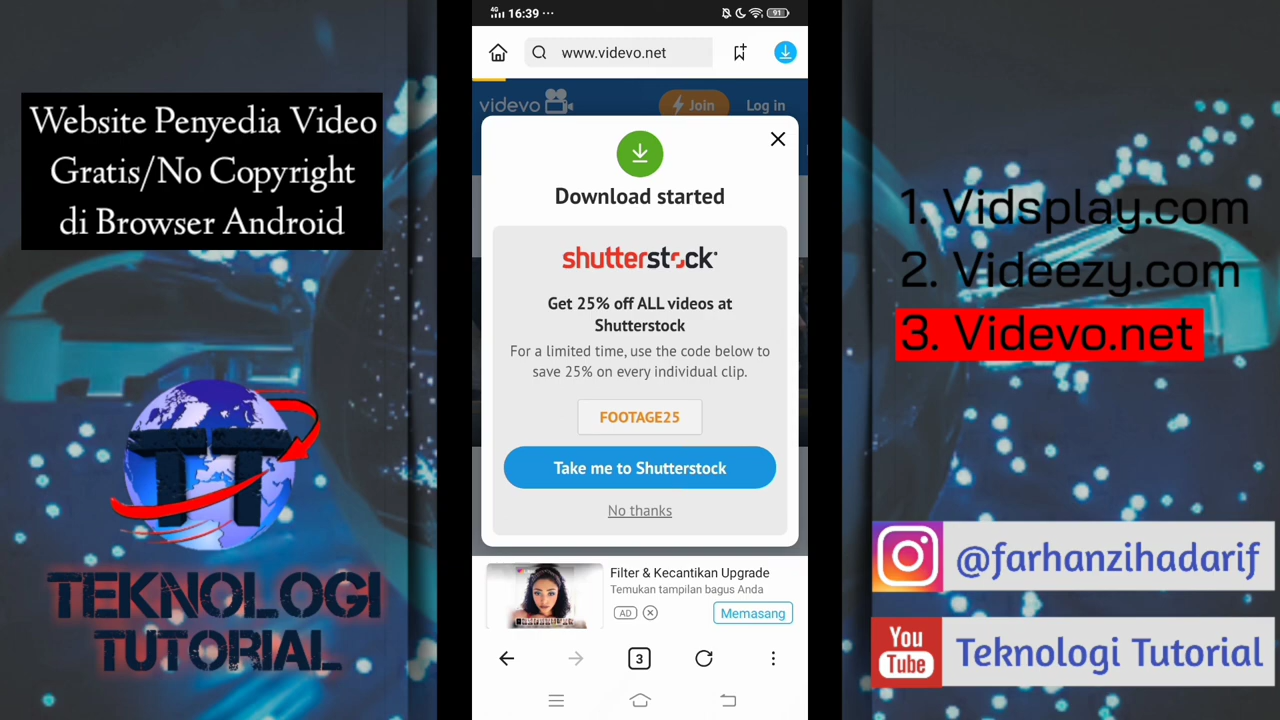 Website Penyedia Video
Gratis/No Copyright
di Browser Android
TT
TEKNOLOGI
TUTORIAL
4G 16:39 ··· 91
www.videvo.net
videvo Join Log in
Download started
shutterstock
Get 25% off ALL videos at
Shutterstock
For a limited time, use the code below to
save 25% on every individual clip.
FOOTAGE25
Take me to Shutterstock
No thanks
Filter & Kecantikan Upgrade
Temukan tampilan bagus Anda
AD
Memasang
3
1. Vidsplay.com
2. Videezy.com
3. Videvo.net
@farhanzihadarif
You
Tube
Teknologi Tutorial